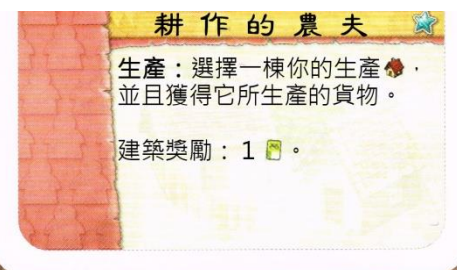 耕作的農夫
生產：選擇一棟你的生產，
並且獲得它所生產的貨物。
建築獎勵：1。